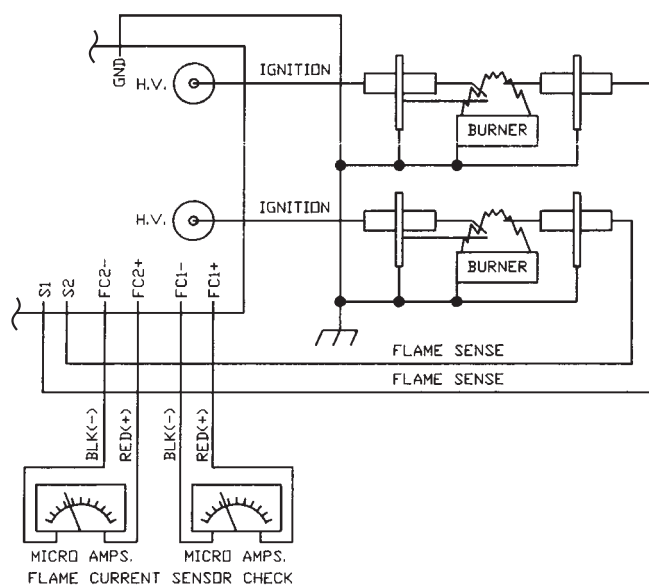 GND
H.V.
IGNITION
BURNER
H.V.
IGNITION
BURNER
S1
S2
FC2-
FC2+
FC1-
FC1+
FLAME SENSE
FLAME SENSE
BLK(-)
RED(+)
BLK(-)
RED(+)
MICRO AMPS.
FLAME CURRENT
MICRO AMPS.
SENSOR CHECK